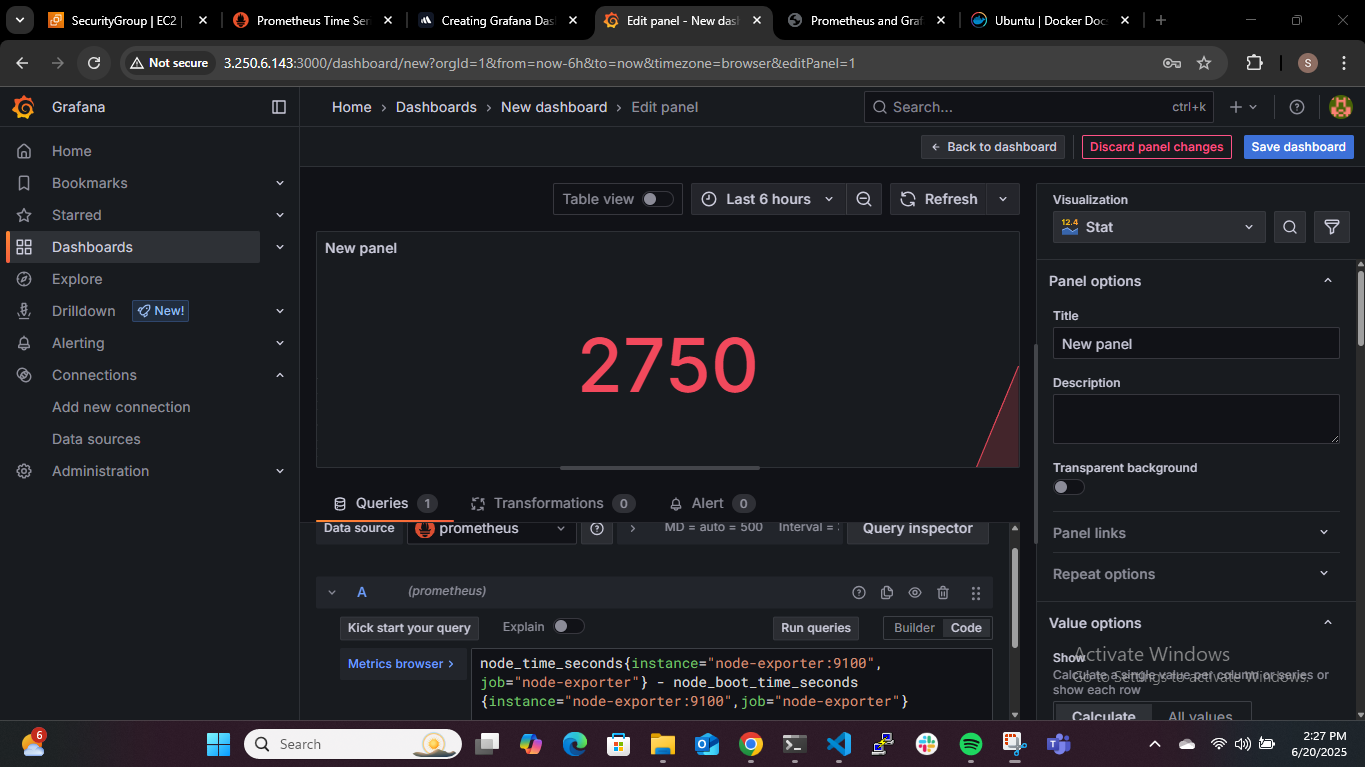 SecurityGroup | EC2
Prometheus Time Ser
Creating Grafana Das
Edit panel - New dash
Prometheus and Graf
Ubuntu | Docker Docs
Not secure
3.250.6.143:3000/dashboard/new?orgId=1&from=now-6h&to=now&timezone=browser&editPanel=1
S
Grafana
Home › Dashboards › New dashboard › Edit panel
Search...
ctrl+k
Back to dashboard
Discard panel changes
Save dashboard
Home
Bookmarks
Starred
Dashboards
Explore
Drilldown
New!
Alerting
Connections
Add new connection
Data sources
Administration
Table view
Last 6 hours
Refresh
New panel
2750
Queries 1
Transformations 0
Alert 0
Data source
prometheus
MD = auto = 500
Interval =
Query inspector
A
(prometheus)
Kick start your query
Explain
Run queries
Builder
Code
Metrics browser >
node_time_seconds{instance="node-exporter:9100",
job="node-exporter"} - node_boot_time_seconds
{instance="node-exporter:9100",job="node-exporter"}
Visualization
12.4
Stat
Panel options
Title
New panel
Description
Transparent background
Panel links
Repeat options
Value options
Show
Calculate a single value per column or series or
show each row
Calculate
All values
Activate Windows
Go to Settings to activate Windows.
6
Search
2:27 PM
6/20/2025